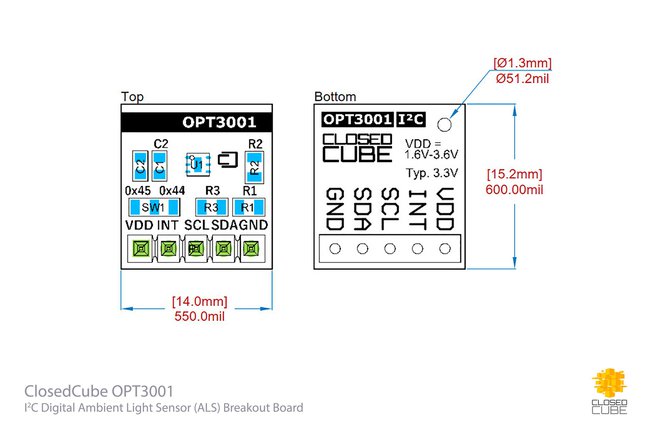 Top
OPT3001
C2
R2
C2
C1
U1
R2
0x45 0x44 R3 R1
SW1
R3
R1
VDD INT SCL SDA GND
[14.0mm]
550.0mil
Bottom
OPT3001 I²C
CLOSED
CUBE
VDD =
1.6V-3.6V
Typ. 3.3V
GND
SDA
SCL
INT
VDD
[Ø1.3mm]
Ø51.2mil
[15.2mm]
600.00mil
ClosedCube OPT3001
I²C Digital Ambient Light Sensor (ALS) Breakout Board
CLOSED
CUBE